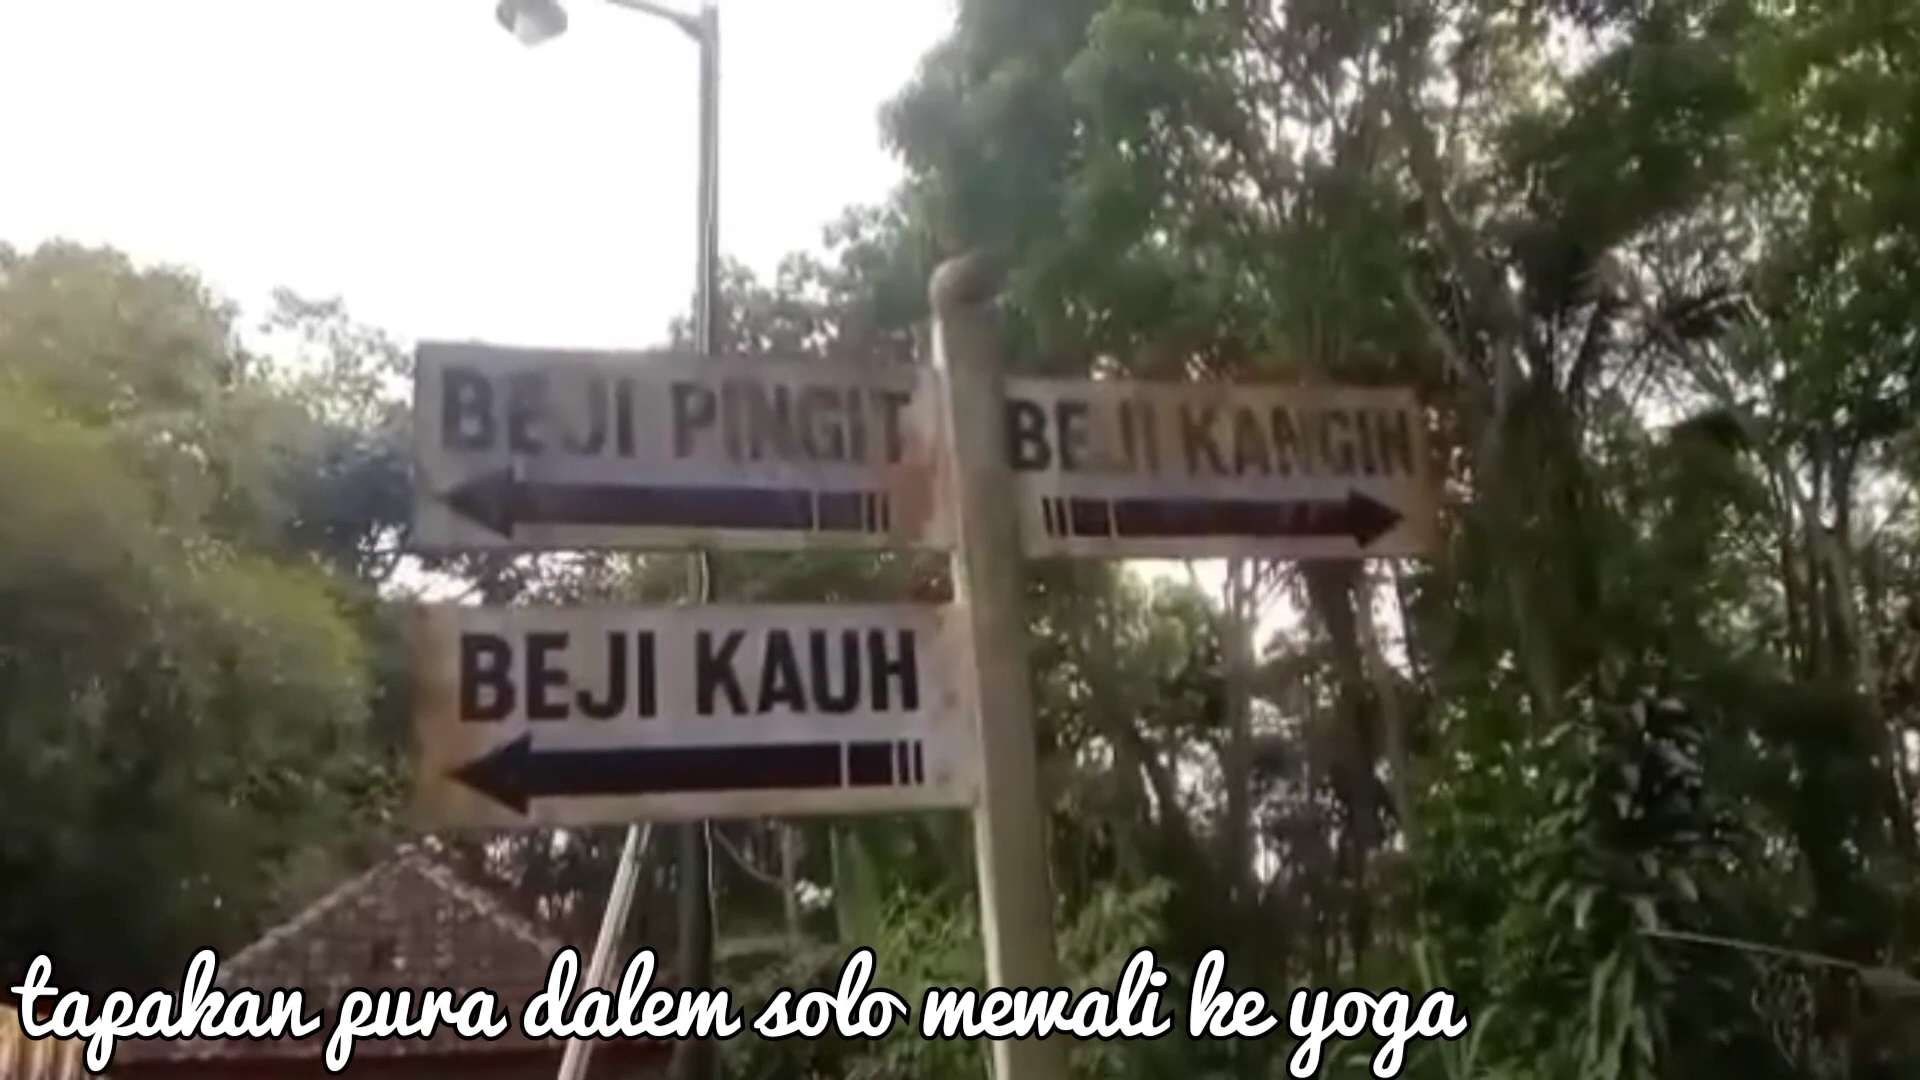 BEJI PINGIT
BEJI KANGIN
BEJI KAUH
tapakan pura dalem solo mewali ke yoga